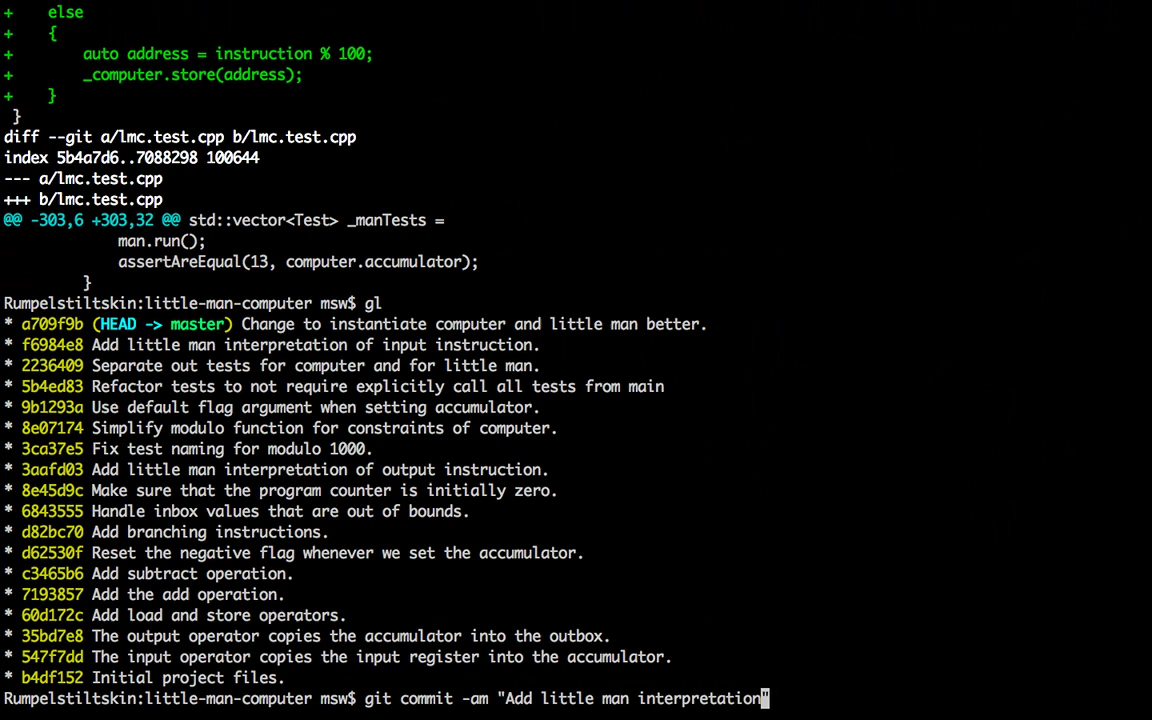 +    else
+    {
+        auto address = instruction % 100;
+        _computer.store(address);
+    }
 }
diff --git a/lmc.test.cpp b/lmc.test.cpp
index 5b4a7d6..7088298 100644
--- a/lmc.test.cpp
+++ b/lmc.test.cpp
@@ -303,6 +303,32 @@ std::vector<Test> _manTests =
             man.run();
             assertAreEqual(13, computer.accumulator);
         }
Rumpelstiltskin:little-man-computer msw$ gl
* a709f9b (HEAD -> master) Change to instantiate computer and little man better.
* f6984e8 Add little man interpretation of input instruction.
* 2236409 Separate out tests for computer and for little man.
* 5b4ed83 Refactor tests to not require explicitly call all tests from main
* 9b1293a Use default flag argument when setting accumulator.
* 8e07174 Simplify modulo function for constraints of computer.
* 3ca37e5 Fix test naming for modulo 1000.
* 3aafd03 Add little man interpretation of output instruction.
* 8e45d9c Make sure that the program counter is initially zero.
* 6843555 Handle inbox values that are out of bounds.
* d82bc70 Add branching instructions.
* d62530f Reset the negative flag whenever we set the accumulator.
* c3465b6 Add subtract operation.
* 7193857 Add the add operation.
* 60d172c Add load and store operators.
* 35bd7e8 The output operator copies the accumulator into the outbox.
* 547f7dd The input operator copies the input register into the accumulator.
* b4df152 Initial project files.
Rumpelstiltskin:little-man-computer msw$ git commit -am "Add little man interpretation"